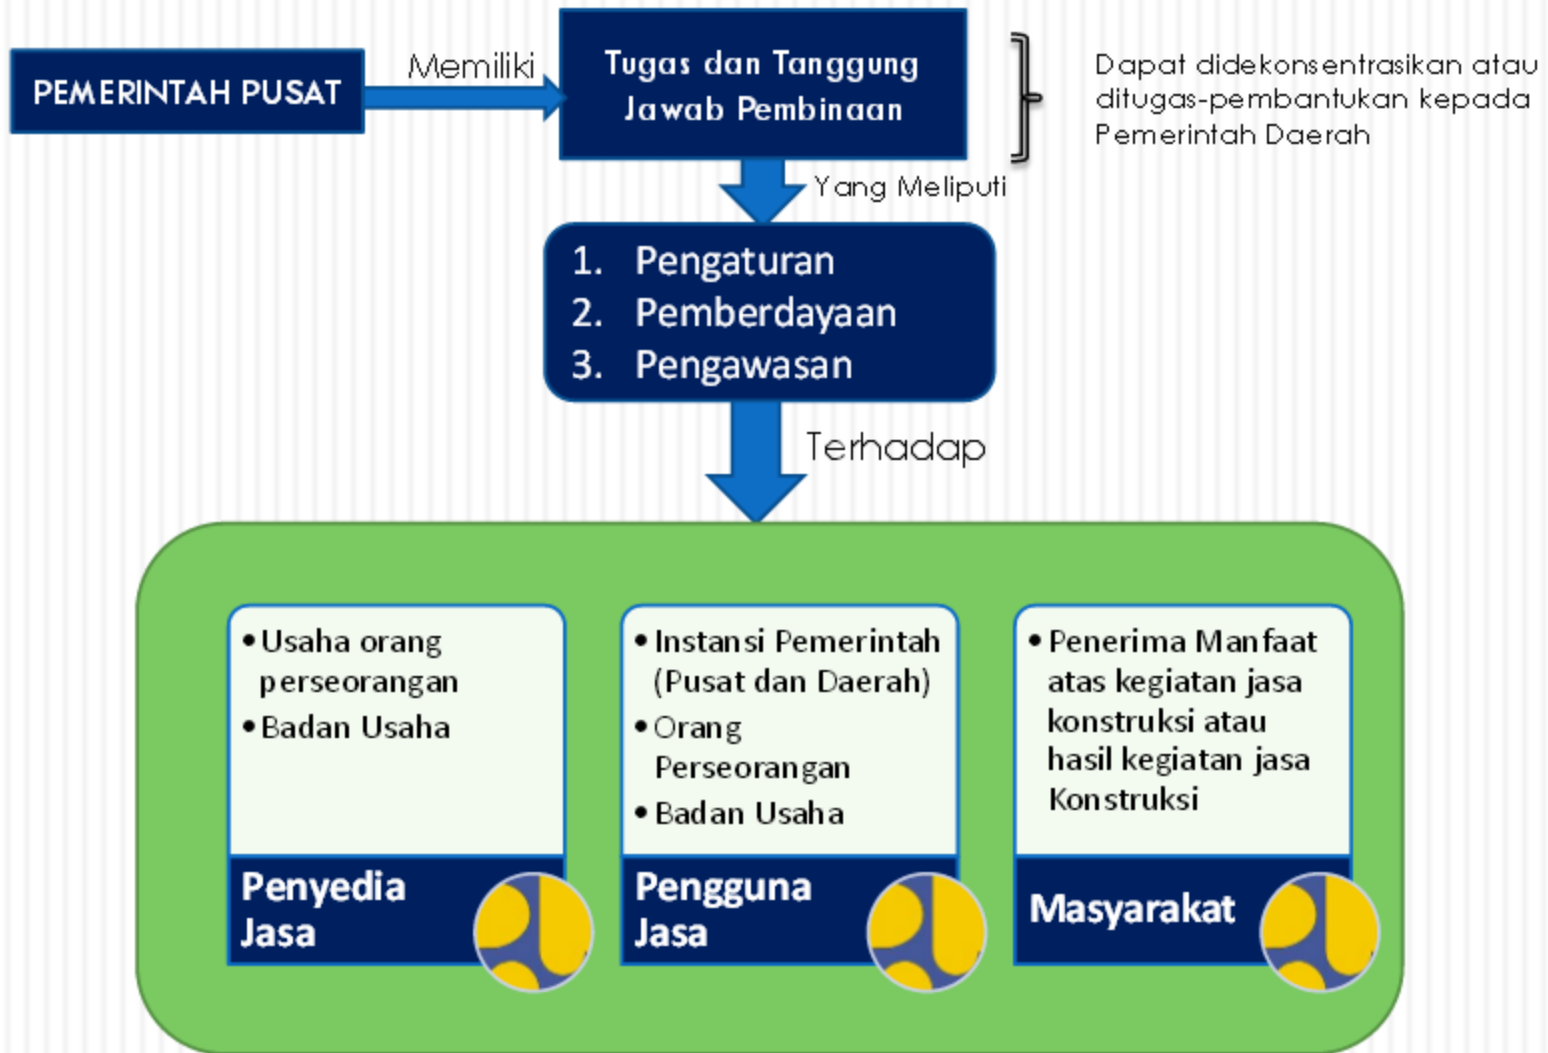 PEMERINTAH PUSAT
Memiliki
Tugas dan Tanggung
Jawab Pembinaan
Dapat didekonsentrasikan atau
ditugas-pembantukan kepada
Pemerintah Daerah
Yang Meliputi
1. Pengaturan
2. Pemberdayaan
3. Pengawasan
Terhadap
• Usaha orang
perseorangan
• Badan Usaha
Penyedia
Jasa
• Instansi Pemerintah
(Pusat dan Daerah)
• Orang
Perseorangan
• Badan Usaha
Pengguna
Jasa
• Penerima Manfaat
atas kegiatan jasa
konstruksi atau
hasil kegiatan jasa
Konstruksi
Masyarakat